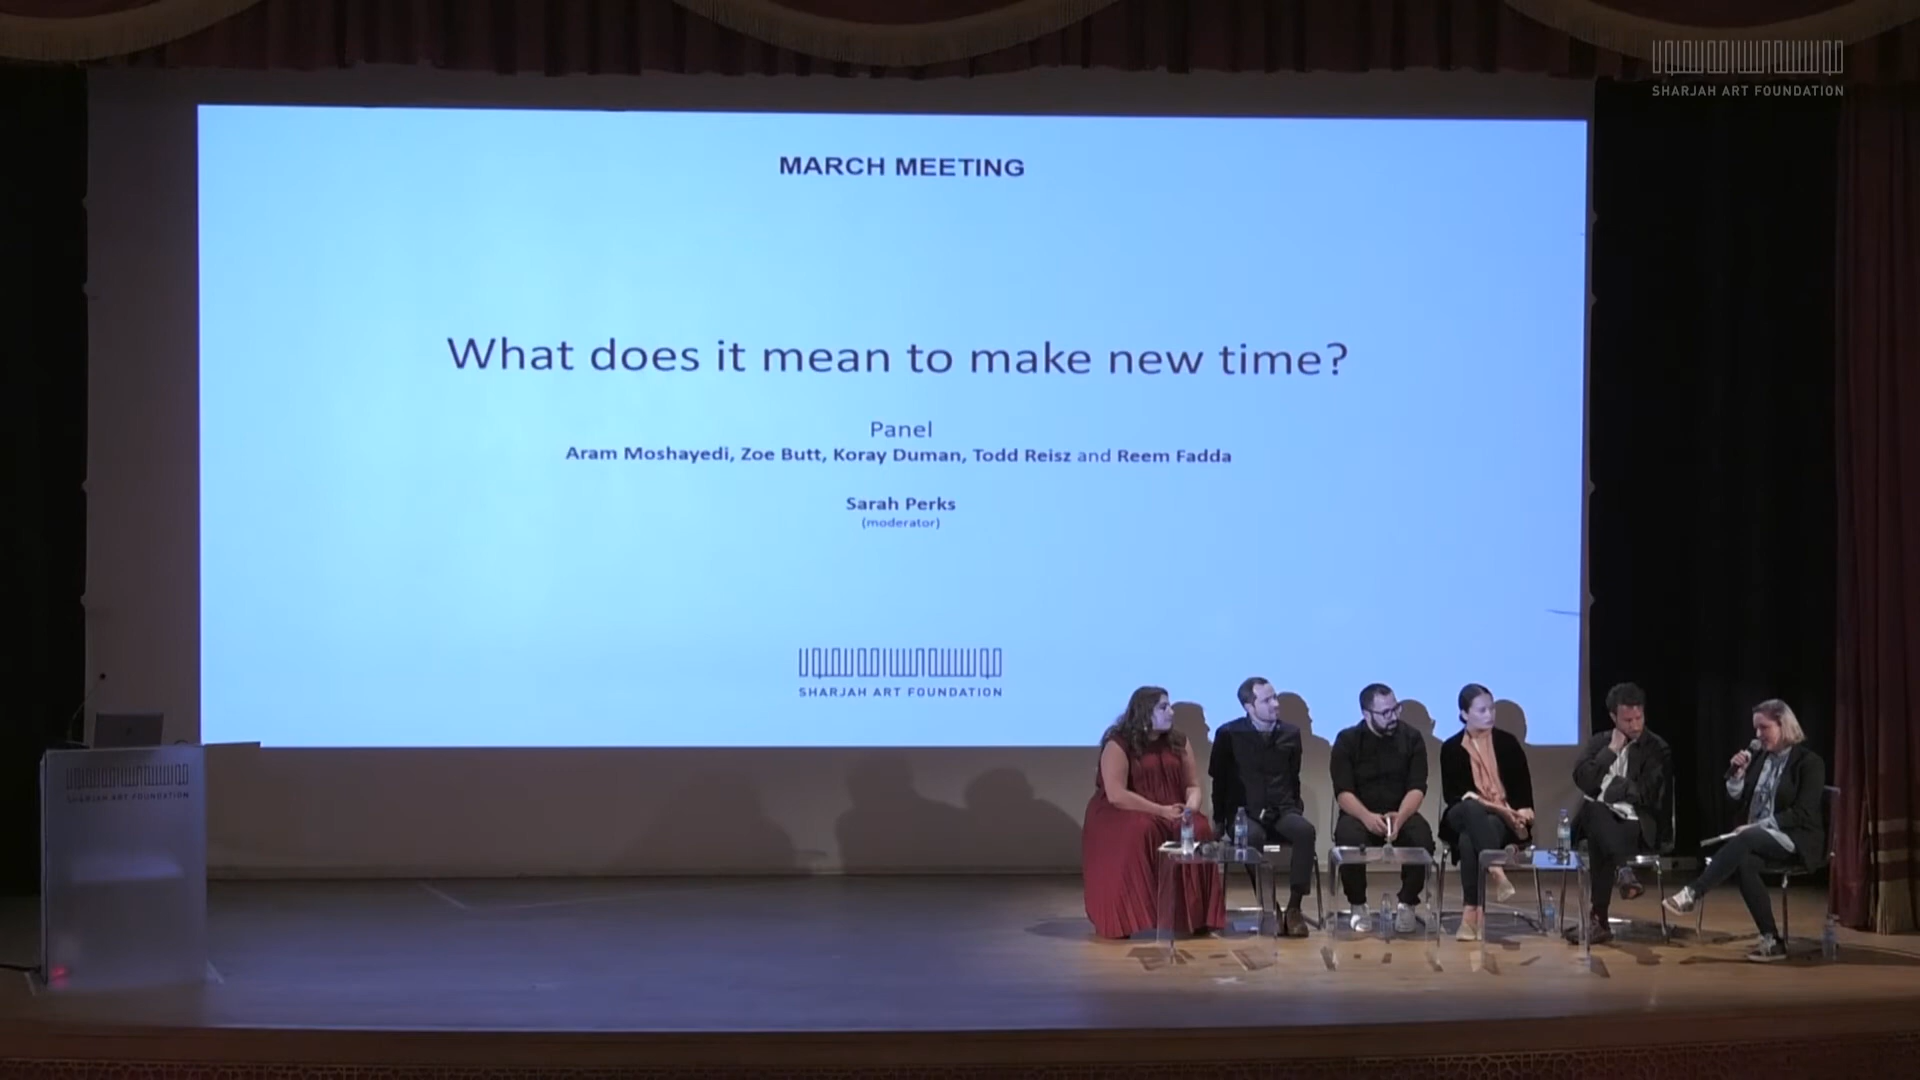 SHARJAH ART FOUNDATION
MARCH MEETING
What does it mean to make new time?
Panel
Aram Moshayedi, Zoe Butt, Koray Duman, Todd Reisz and Reem Fadda
Sarah Perks
(moderator)
SHARJAH ART FOUNDATION
SHARJAH ART FOUNDATION